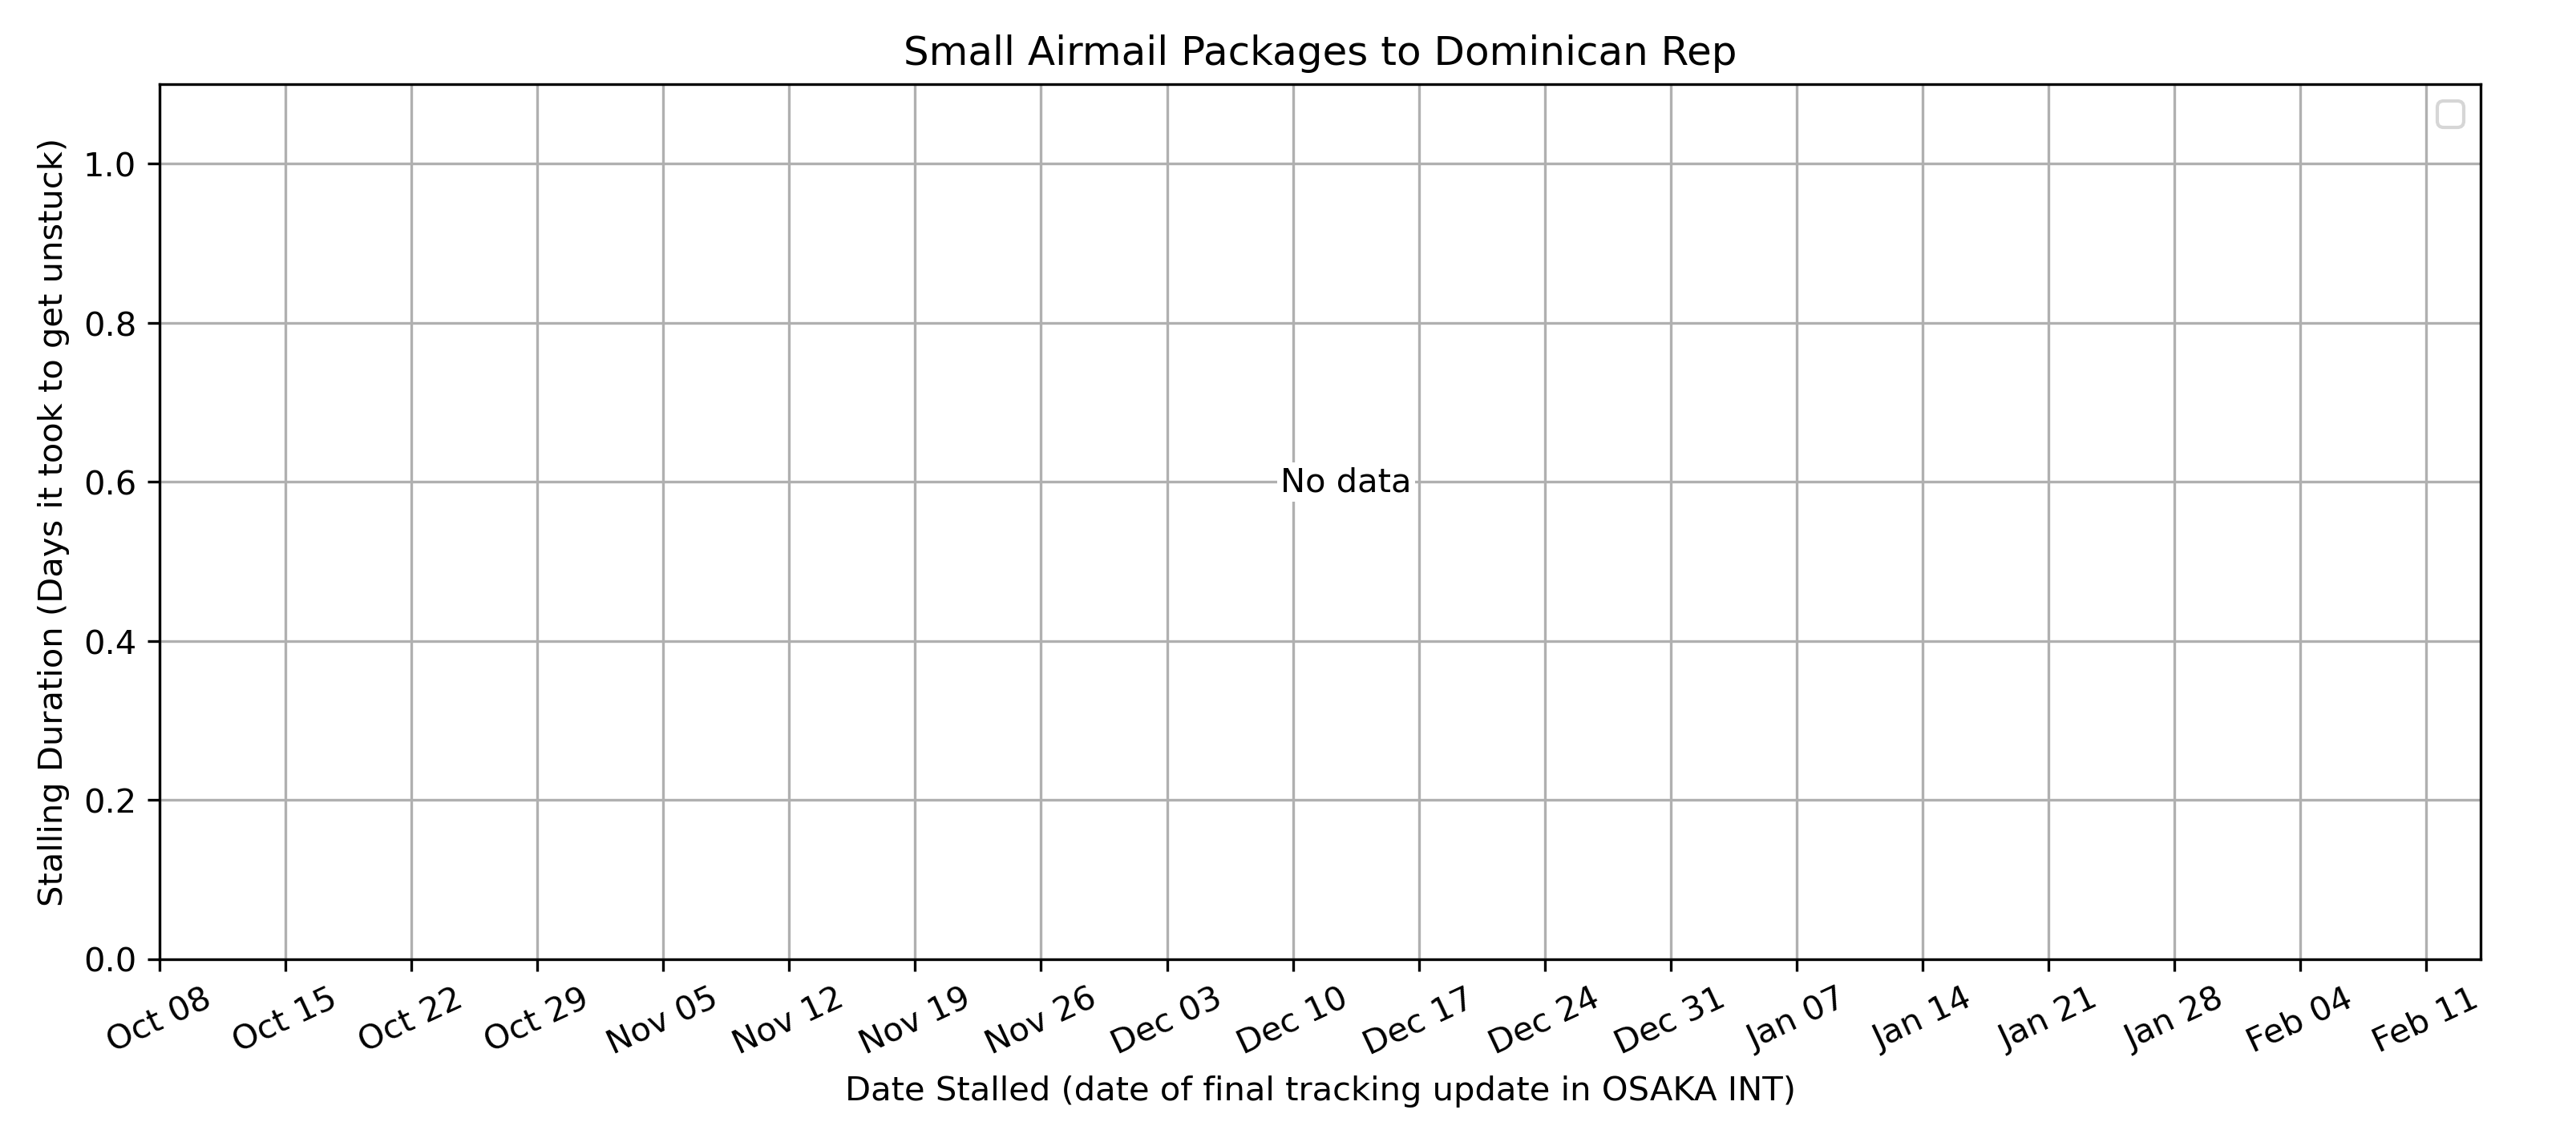 Small Airmail Packages to Dominican Rep
Stalling Duration (Days it took to get unstuck)
1.0
0.8
0.6
0.4
0.2
0.0
No data
Oct 08
Oct 15
Oct 22
Oct 29
Nov 05
Nov 12
Nov 19
Nov 26
Dec 03
Dec 10
Dec 17
Dec 24
Dec 31
Jan 07
Jan 14
Jan 21
Jan 28
Feb 04
Feb 11
Date Stalled (date of final tracking update in OSAKA INT)